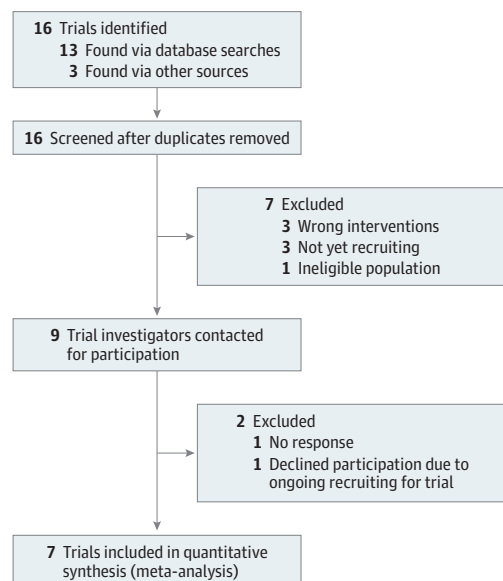 16 Trials identified
13 Found via database searches
3 Found via other sources
16 Screened after duplicates removed
7 Excluded
3 Wrong interventions
3 Not yet recruiting
1 Ineligible population
9 Trial investigators contacted
for participation
2 Excluded
1 No response
1 Declined participation due to
ongoing recruiting for trial
7 Trials included in quantitative
synthesis (meta-analysis)